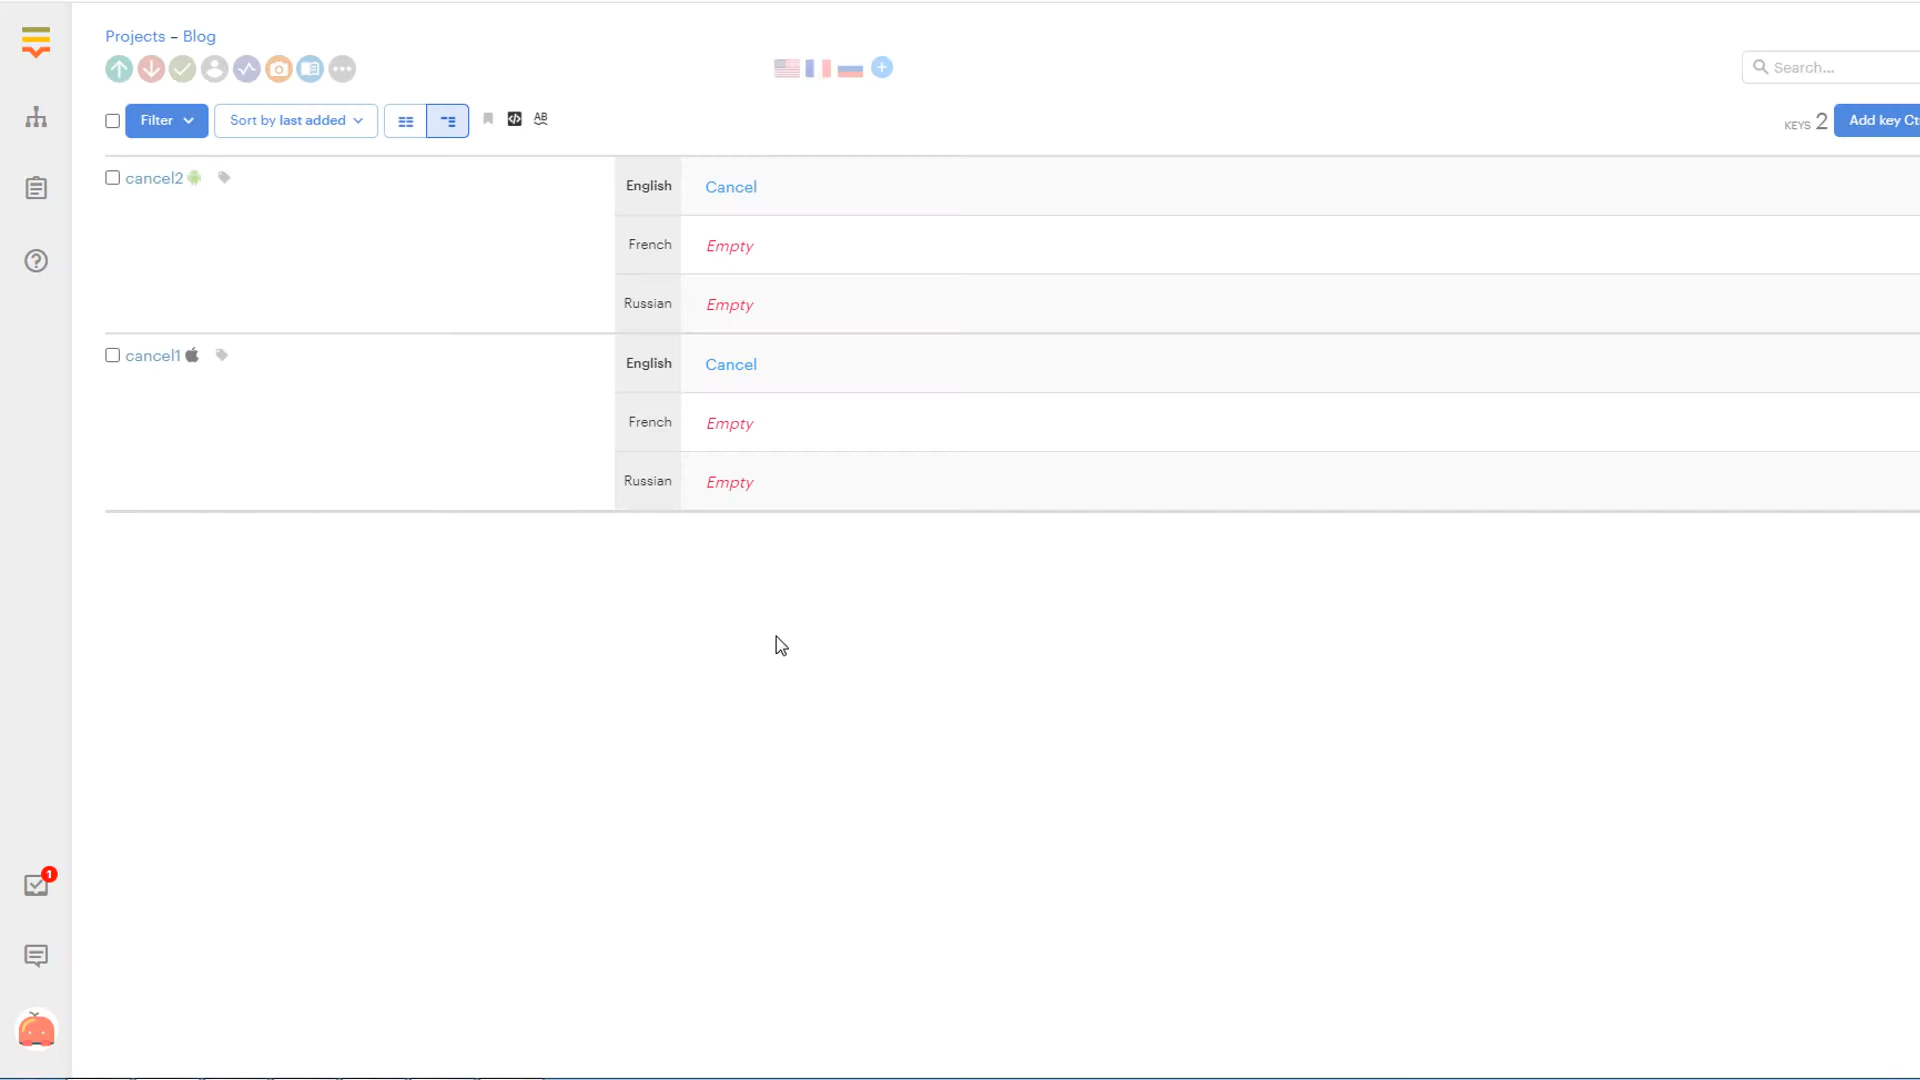 Projects – Blog
Search...
Filter Sort by last added AB KEYS 2 Add key Ct
cancel2 English Cancel
French Empty
Russian Empty
cancel1 English Cancel
French Empty
Russian Empty
1